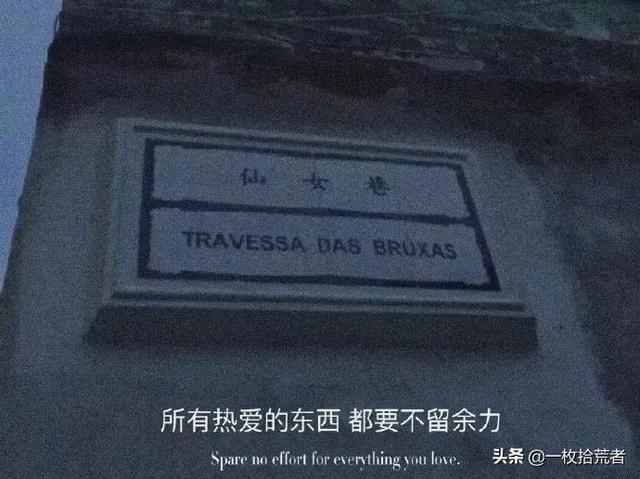 仙女巷
TRAVESSA DAS BRUXAS
所有热爱的东西 都要不留余力
Spare no effort for everything you love.
头条 @一枚拾荒者